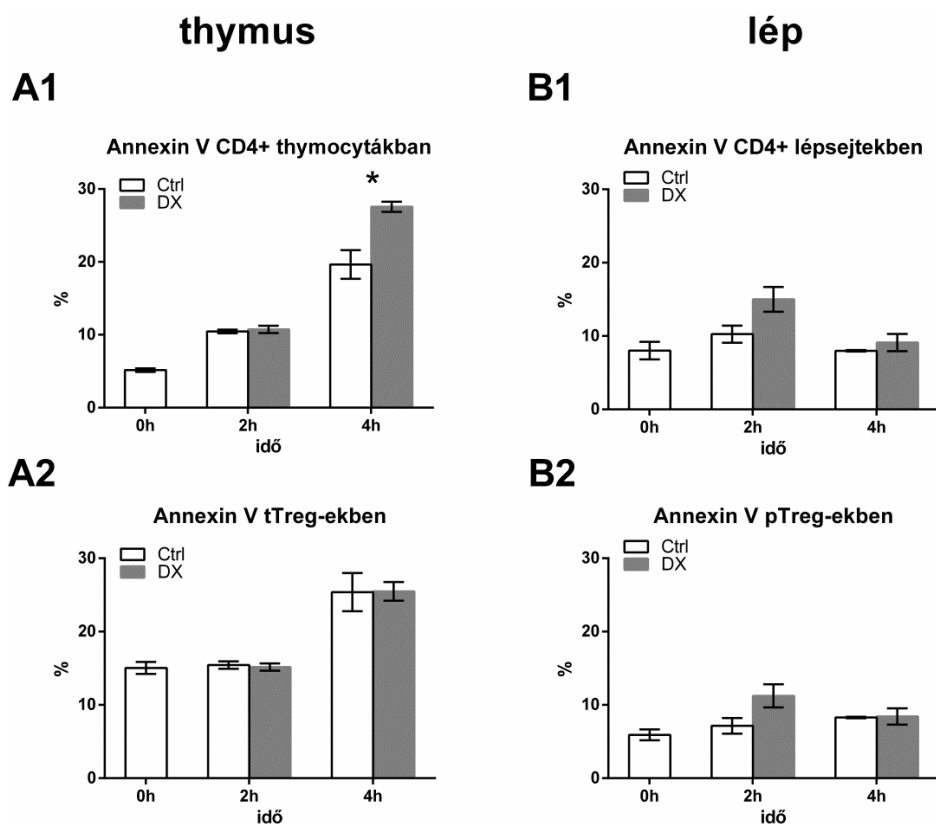 thymus
lép
A1
Annexin V CD4+ thymocytákban
Ctrl
DX
*
30
20
10
0
%
0h
2h
4h
idő
B1
Annexin V CD4+ lépsejtekben
Ctrl
DX
30
20
10
0
%
0h
2h
4h
idő
A2
Annexin V tTreg-ekben
Ctrl
DX
30
20
10
0
%
0h
2h
4h
idő
B2
Annexin V pTreg-ekben
Ctrl
DX
30
20
10
0
%
0h
2h
4h
idő